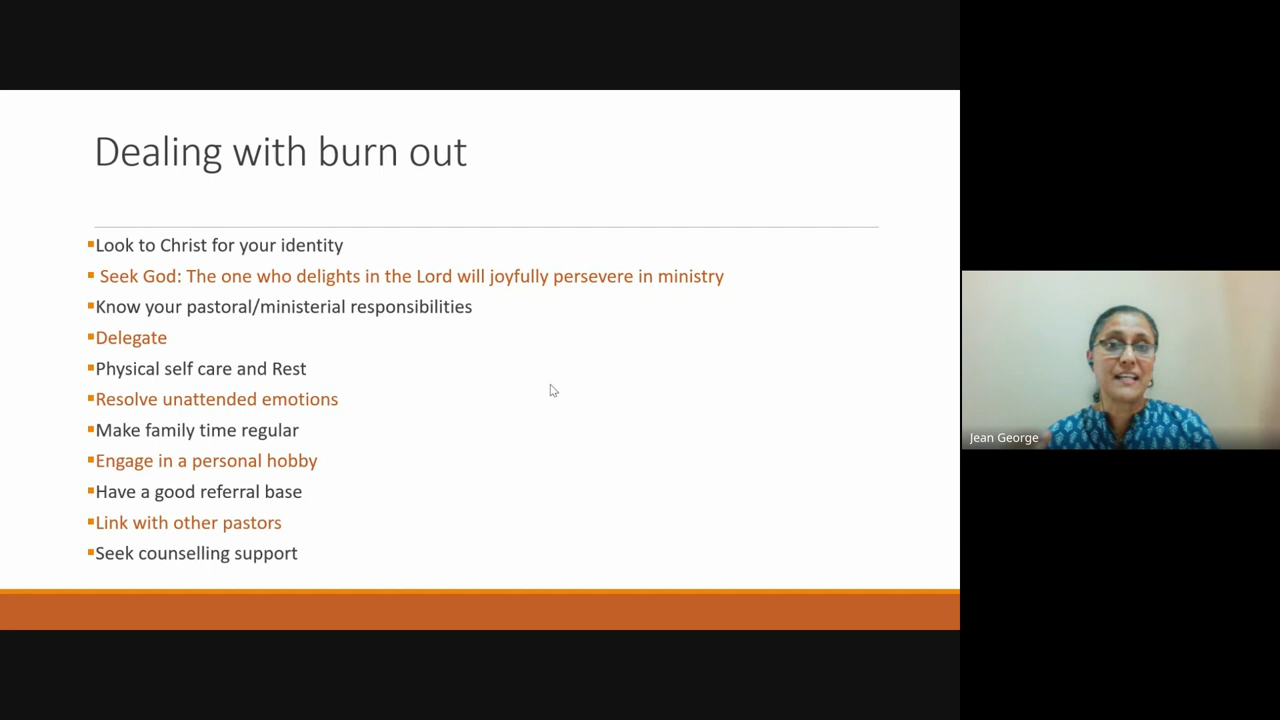 Dealing with burn out
Look to Christ for your identity
Seek God: The one who delights in the Lord will joyfully persevere in ministry
Know your pastoral/ministerial responsibilities
Delegate
Physical self care and Rest
Resolve unattended emotions
Make family time regular
Engage in a personal hobby
Have a good referral base
Link with other pastors
Seek counselling support
Jean George